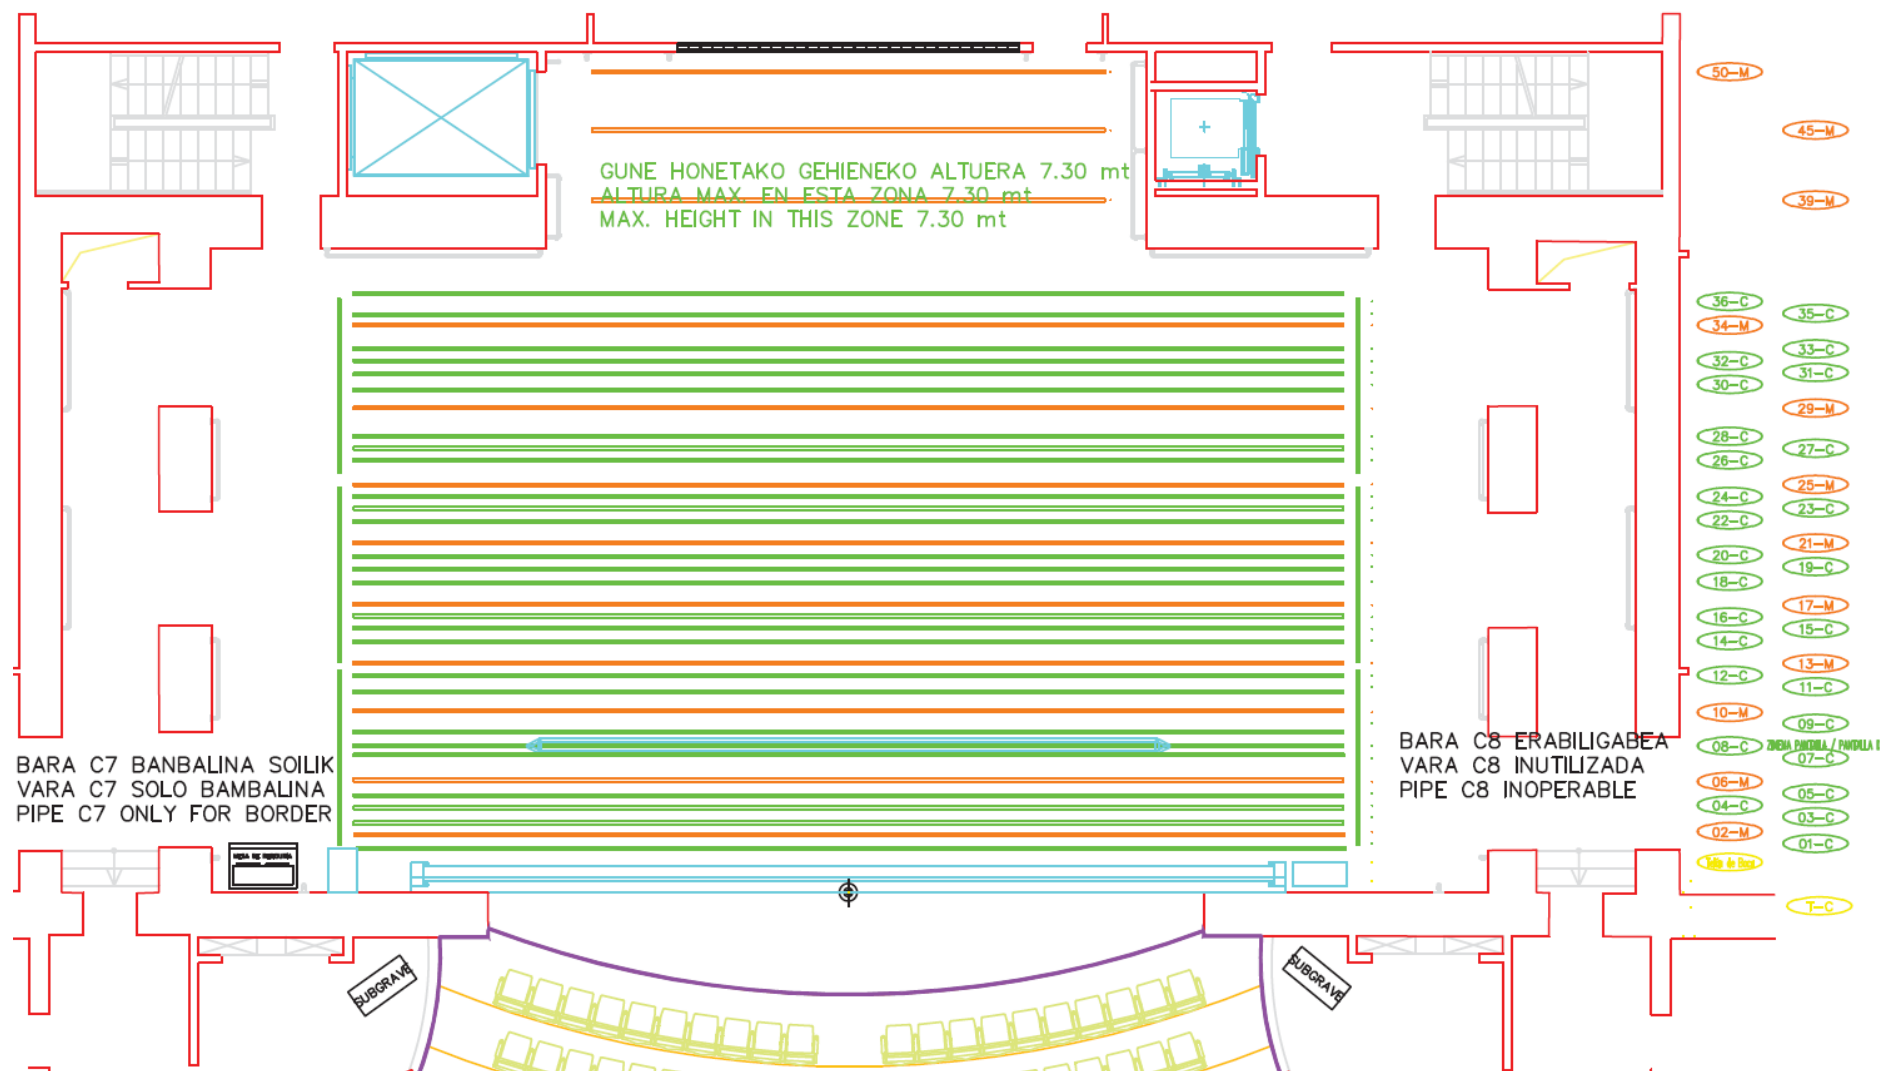 50-M
45-M
GUNE HONETAKO GEHIENEKO ALTUERA 7.30 mt
ALTURA MAX. EN ESTA ZONA 7.30 mt
MAX. HEIGHT IN THIS ZONE 7.30 mt
39-M
36-C
35-C
34-M
33-C
32-C
31-C
30-C
29-M
28-C
27-C
26-C
25-M
24-C
23-C
22-C
21-M
20-C
19-C
18-C
17-M
16-C
15-C
14-C
13-M
12-C
11-C
10-M
09-C
08-C
ZINEMA PANTAILA / PANTALLA
07-C
06-M
05-C
04-C
03-C
02-M
01-C
T-C
BARA C7 BANBALINA SOILIK
VARA C7 SOLO BAMBALINA
PIPE C7 ONLY FOR BORDER
BARA C8 ERABILIGABEA
VARA C8 INUTILIZADA
PIPE C8 INOPERABLE
SUBGRAVE
SUBGRAVE